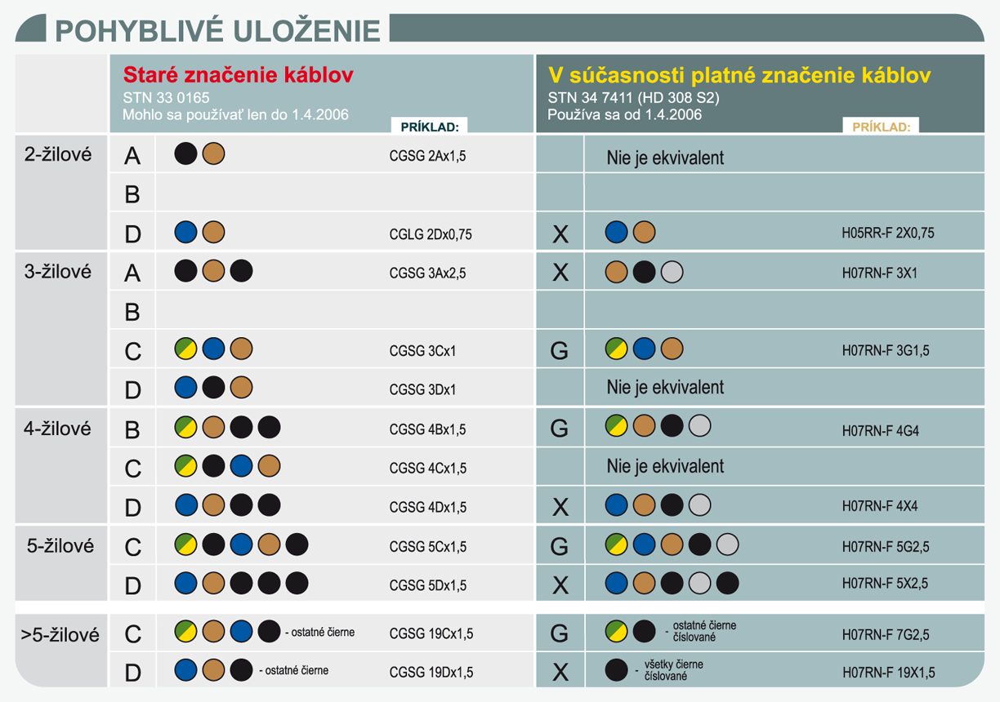 POHYBLIVÉ ULOŽENIE
Staré značenie káblov
STN 33 0165
Mohlo sa používať len do 1.4.2006
PRÍKLAD:
V súčasnosti platné značenie káblov
STN 34 7411 (HD 308 S2)
Používa sa od 1.4.2006
PRÍKLAD:
2-žilové
A CGSG 2Ax1,5 Nie je ekvivalent
B
D CGLG 2Dx0,75 X H05RR-F 2X0,75
3-žilové
A CGSG 3Ax2,5 X H07RN-F 3X1
B
C CGSG 3Cx1 G H07RN-F 3G1,5
D CGSG 3Dx1 Nie je ekvivalent
4-žilové
B CGSG 4Bx1,5 G H07RN-F 4G4
C CGSG 4Cx1,5 Nie je ekvivalent
D CGSG 4Dx1,5 X H07RN-F 4X4
5-žilové
C CGSG 5Cx1,5 G H07RN-F 5G2,5
D CGSG 5Dx1,5 X H07RN-F 5X2,5
>5-žilové
C - ostatné čierne CGSG 19Cx1,5 G - ostatné čierne
číslované H07RN-F 7G2,5
D - ostatné čierne CGSG 19Dx1,5 X - všetky čierne
číslované H07RN-F 19X1,5